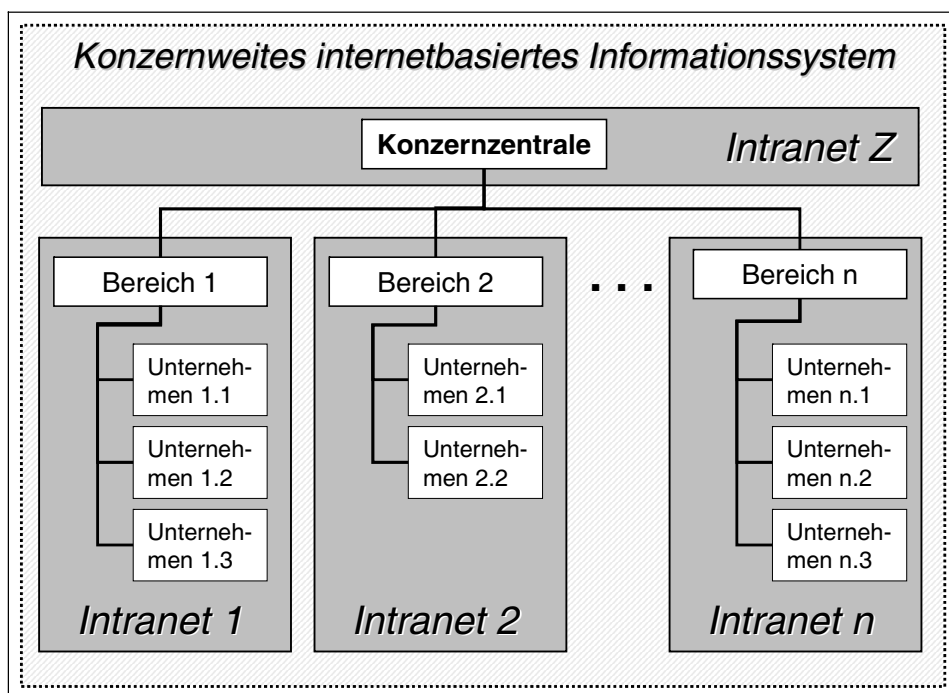 Konzernweites internetbasiertes Informationssystem
Konzernzentrale
Intranet Z
Bereich 1
Unterneh-
men 1.1
Unterneh-
men 1.2
Unterneh-
men 1.3
Intranet 1
Bereich 2
Unterneh-
men 2.1
Unterneh-
men 2.2
Intranet 2
. . .
Bereich n
Unterneh-
men n.1
Unterneh-
men n.2
Unterneh-
men n.3
Intranet n